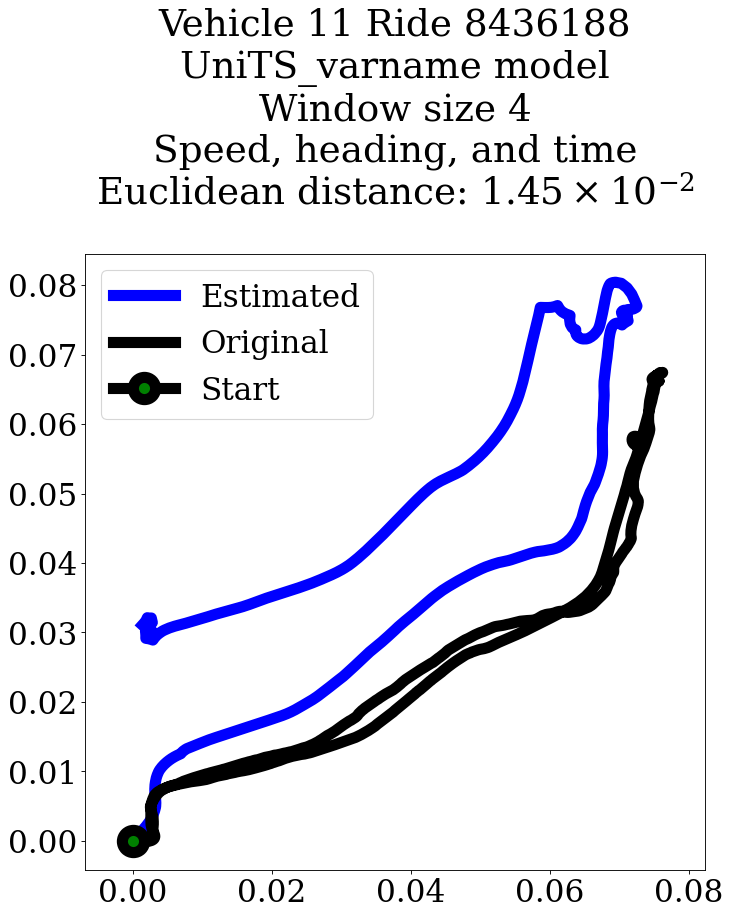 Vehicle 11 Ride 8436188
UniTS_varname model
Window size 4
Speed, heading, and time
Euclidean distance: 1.45 × 10⁻²
Estimated
Original
Start
0.08
0.07
0.06
0.05
0.04
0.03
0.02
0.01
0.00
0.00 0.02 0.04 0.06 0.08